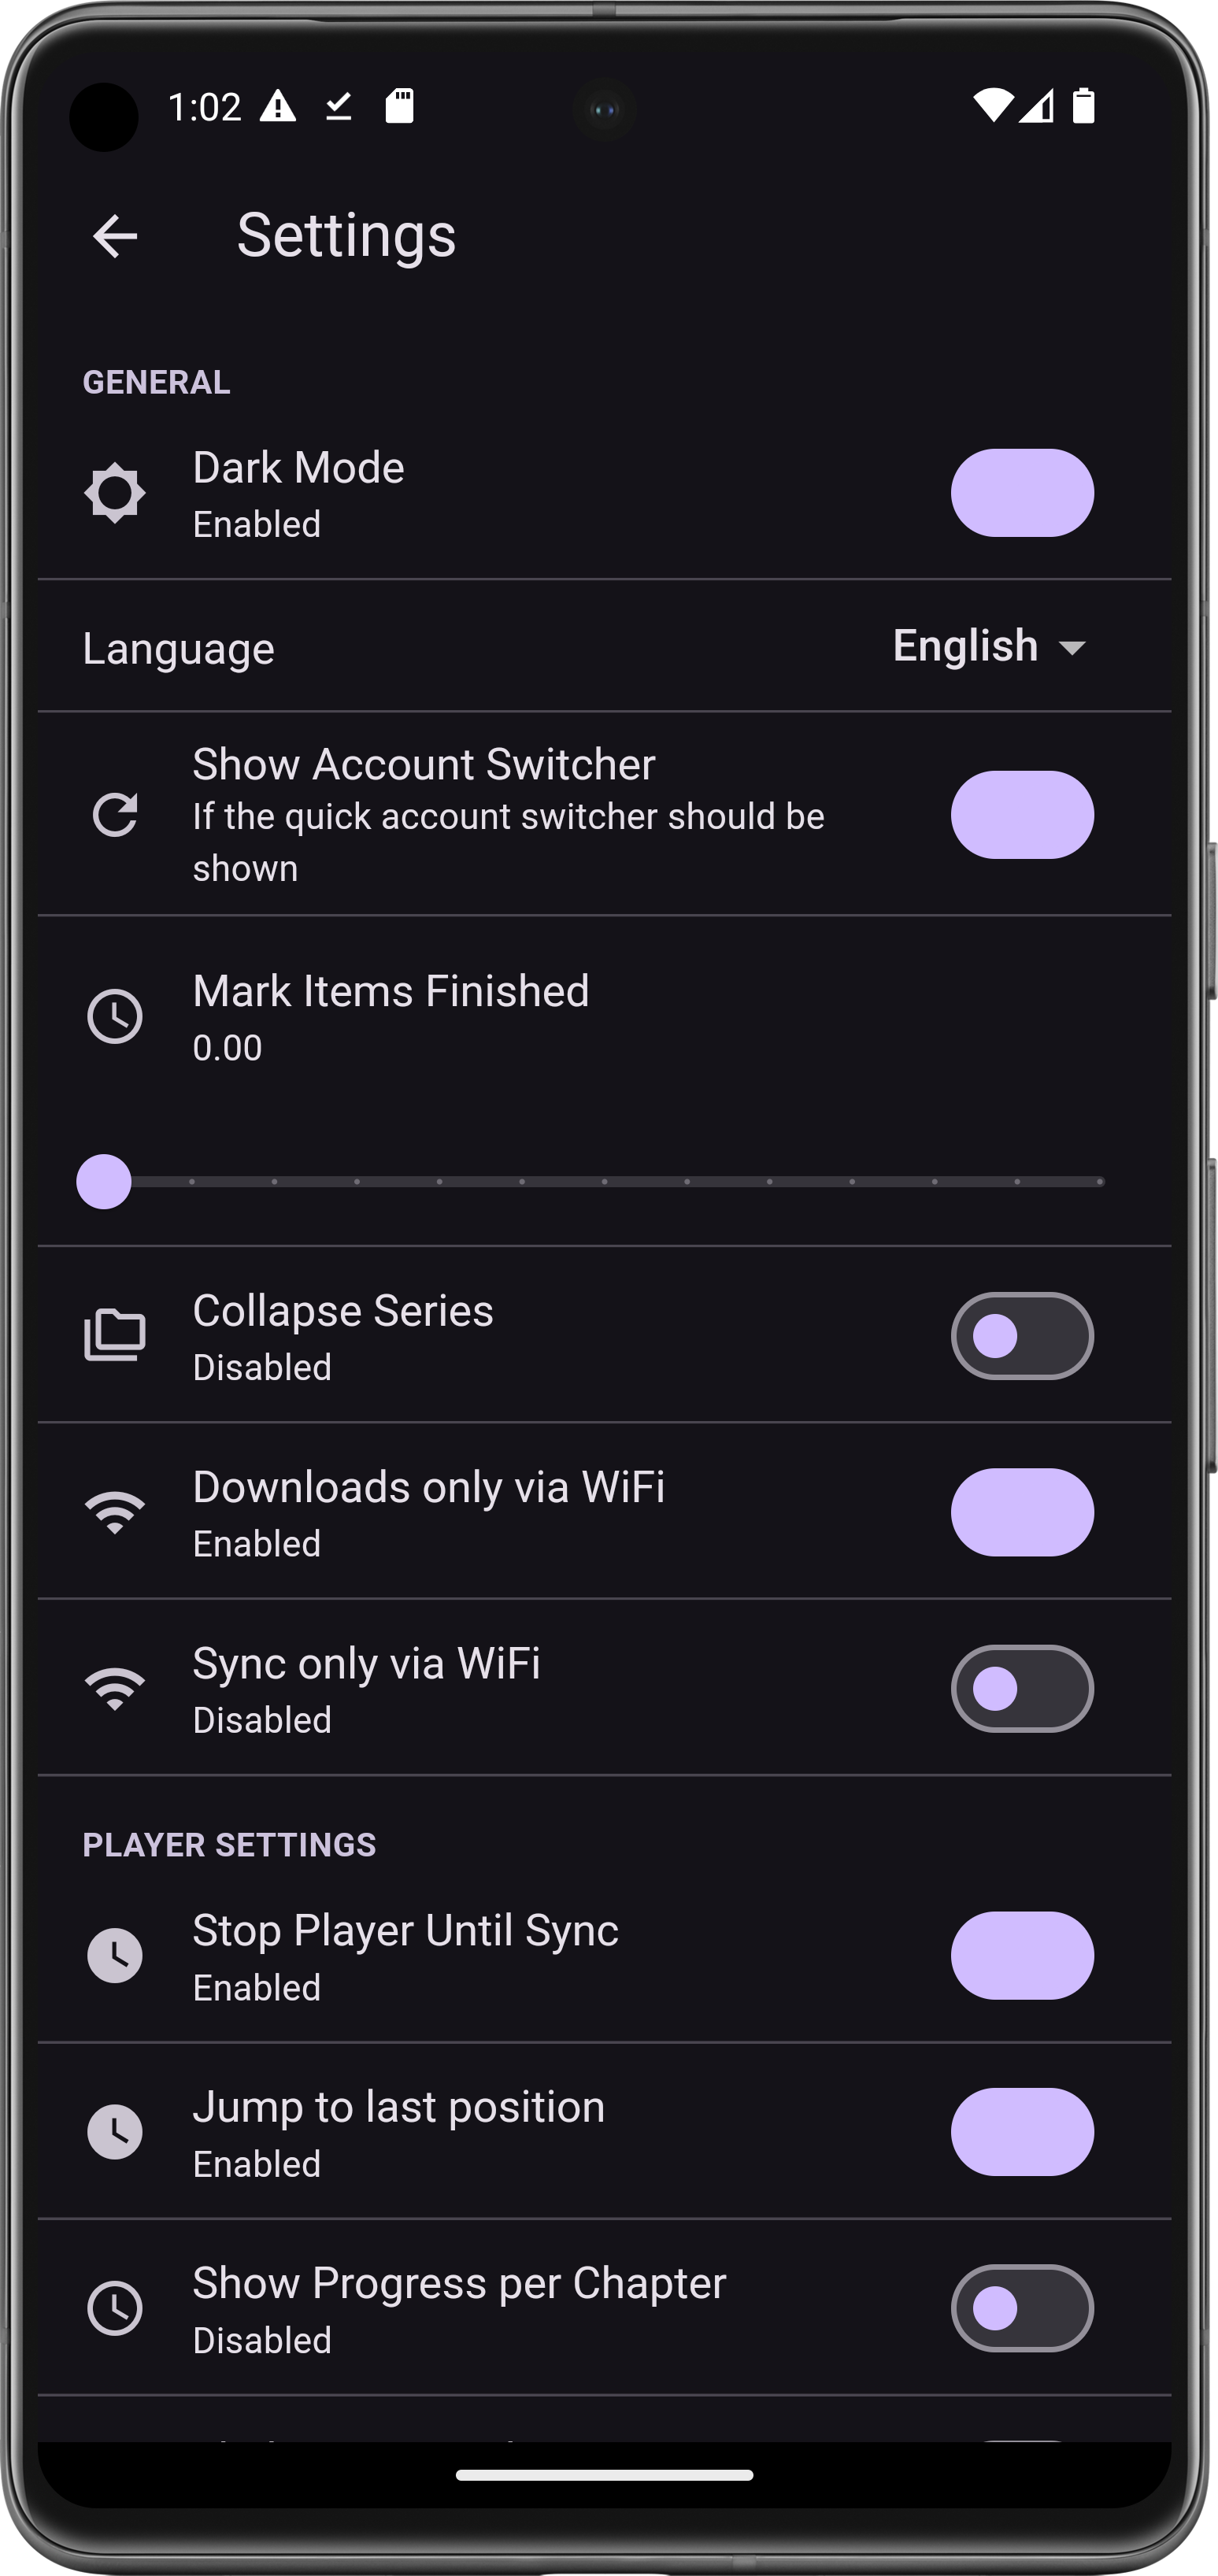 1:02
Settings
GENERAL
Dark Mode
Enabled
Language
English
Show Account Switcher
If the quick account switcher should be
shown
Mark Items Finished
0.00
Collapse Series
Disabled
Downloads only via WiFi
Enabled
Sync only via WiFi
Disabled
PLAYER SETTINGS
Stop Player Until Sync
Enabled
Jump to last position
Enabled
Show Progress per Chapter
Disabled